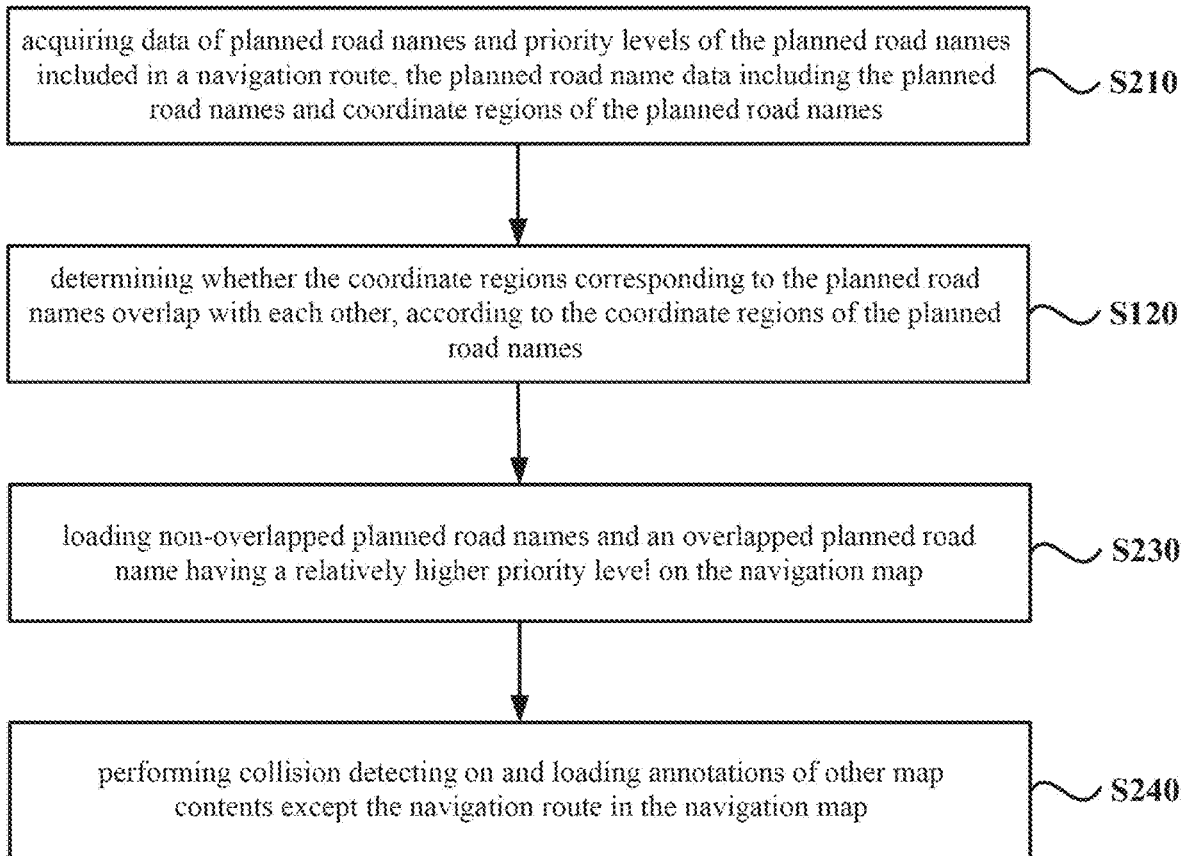 acquiring data of planned road names and priority levels of the planned road names
included in a navigation route, the planned road name data including the planned
road names and coordinate regions of the planned road names
S210
determining whether the coordinate regions corresponding to the planned road
names overlap with each other, according to the coordinate regions of the planned
road names
S120
loading non-overlapped planned road names and an overlapped planned road
name having a relatively higher priority level on the navigation map
S230
performing collision detecting on and loading annotations of other map
contents except the navigation route in the navigation map
S240